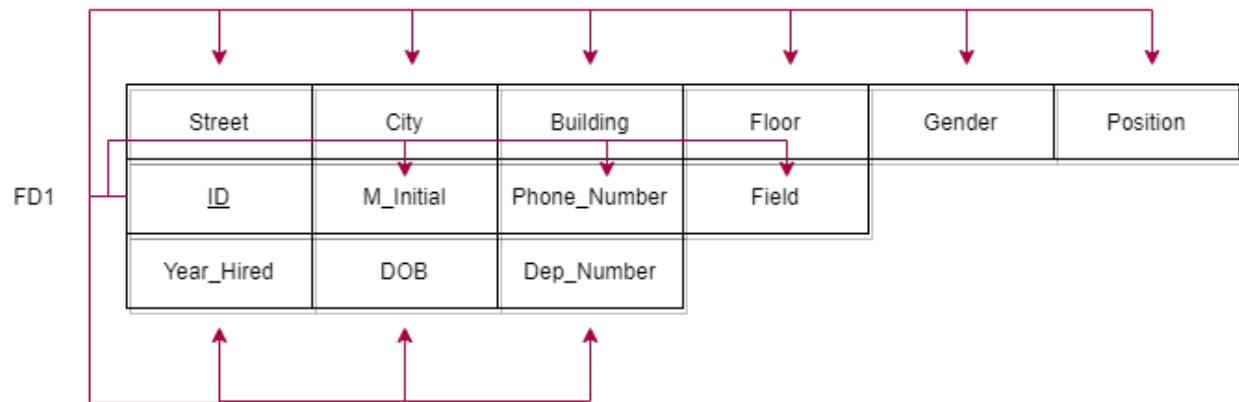 Street City Building Floor Gender Position
FD1 ID M_Initial Phone_Number Field
Year_Hired DOB Dep_Number